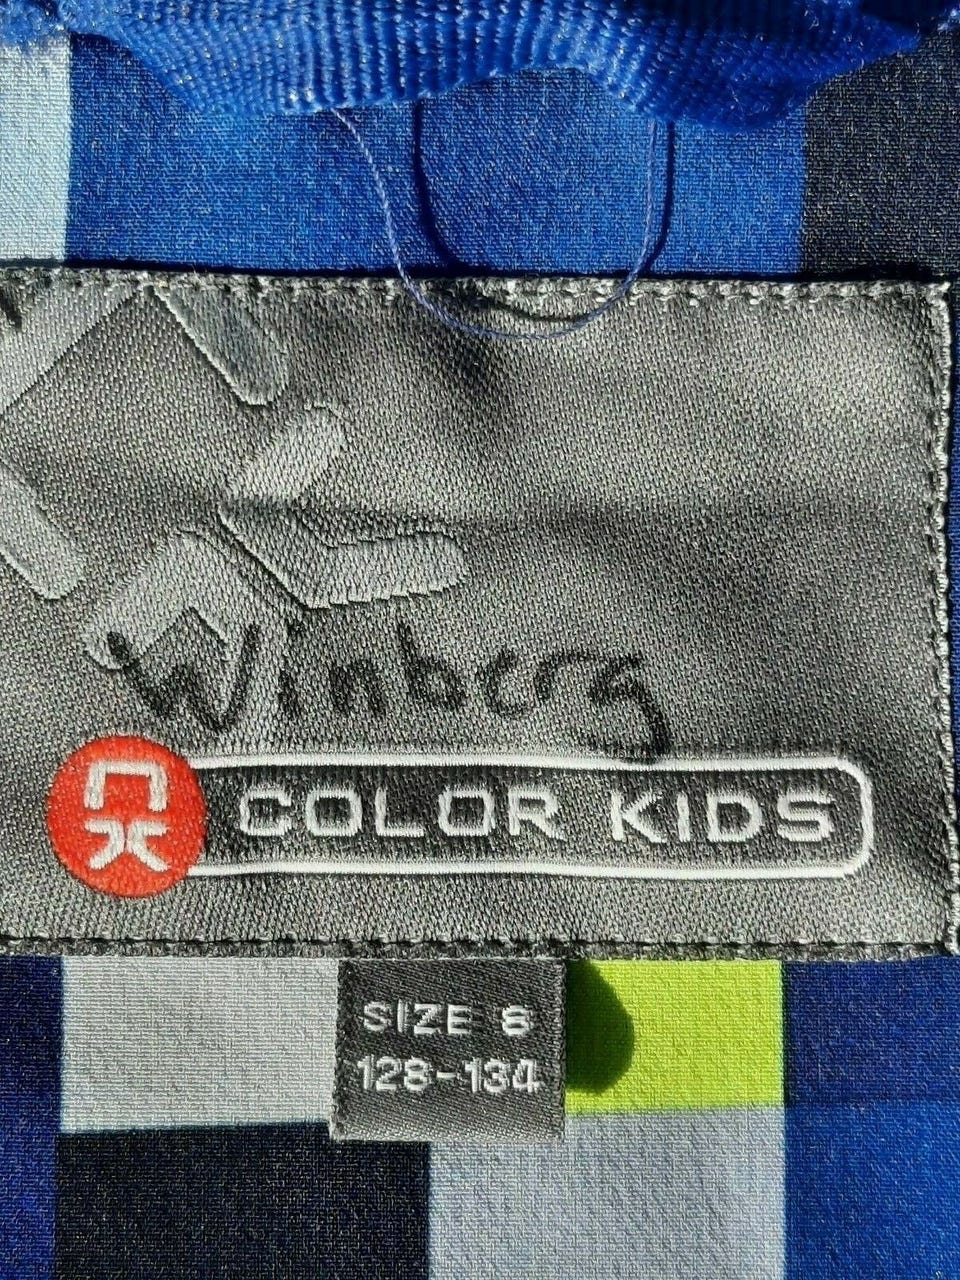 Winberg
COLOR KIDS
SIZE 8
128-134